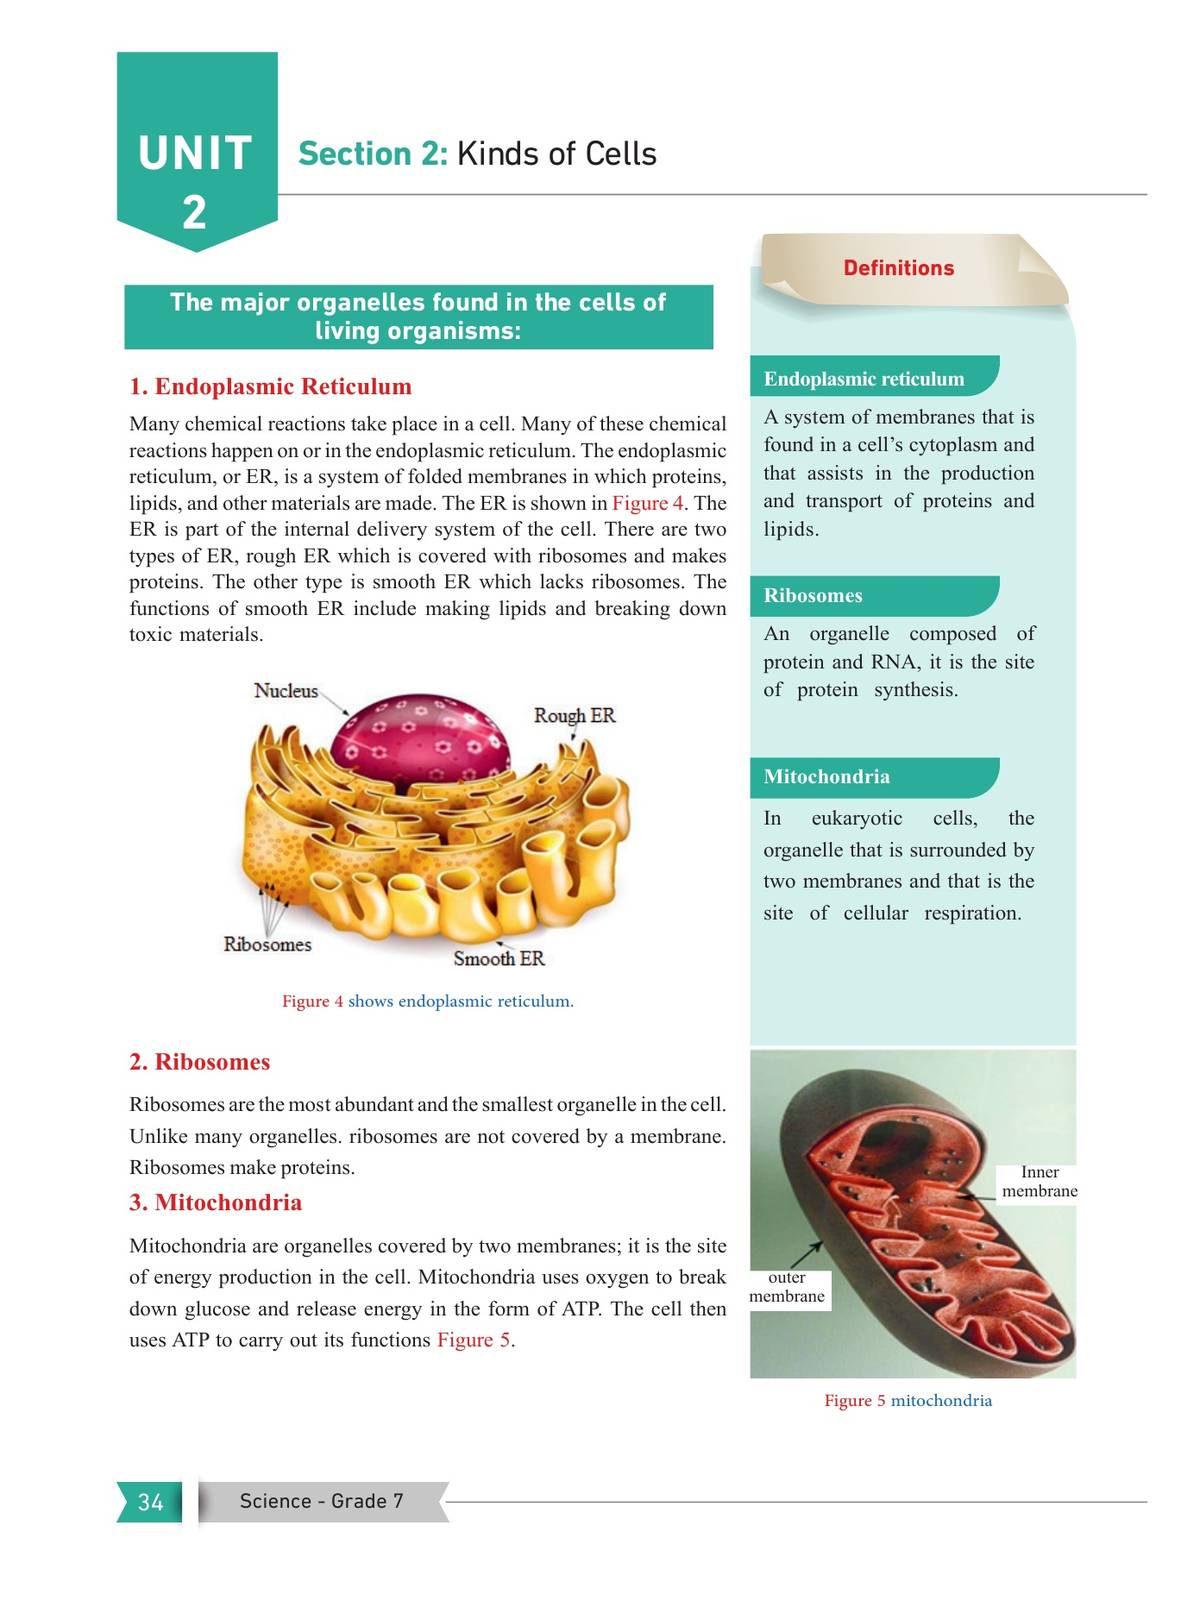 UNIT
2
Section 2: Kinds of Cells
The major organelles found in the cells of
living organisms:
1. Endoplasmic Reticulum
Many chemical reactions take place in a cell. Many of these chemical
reactions happen on or in the endoplasmic reticulum. The endoplasmic
reticulum, or ER, is a system of folded membranes in which proteins,
lipids, and other materials are made. The ER is shown in Figure 4. The
ER is part of the internal delivery system of the cell. There are two
types of ER, rough ER which is covered with ribosomes and makes
proteins. The other type is smooth ER which lacks ribosomes. The
functions of smooth ER include making lipids and breaking down
toxic materials.
Nucleus
Rough ER
Ribosomes
Smooth ER
Figure 4 shows endoplasmic reticulum.
2. Ribosomes
Ribosomes are the most abundant and the smallest organelle in the cell.
Unlike many organelles. ribosomes are not covered by a membrane.
Ribosomes make proteins.
3. Mitochondria
Mitochondria are organelles covered by two membranes; it is the site
of energy production in the cell. Mitochondria uses oxygen to break
down glucose and release energy in the form of ATP. The cell then
uses ATP to carry out its functions Figure 5.
Definitions
Endoplasmic reticulum
A system of membranes that is
found in a cell’s cytoplasm and
that assists in the production
and transport of proteins and
lipids.
Ribosomes
An organelle composed of
protein and RNA, it is the site
of protein synthesis.
Mitochondria
In eukaryotic cells, the
organelle that is surrounded by
two membranes and that is the
site of cellular respiration.
Inner
membrane
outer
membrane
Figure 5 mitochondria
34
Science - Grade 7